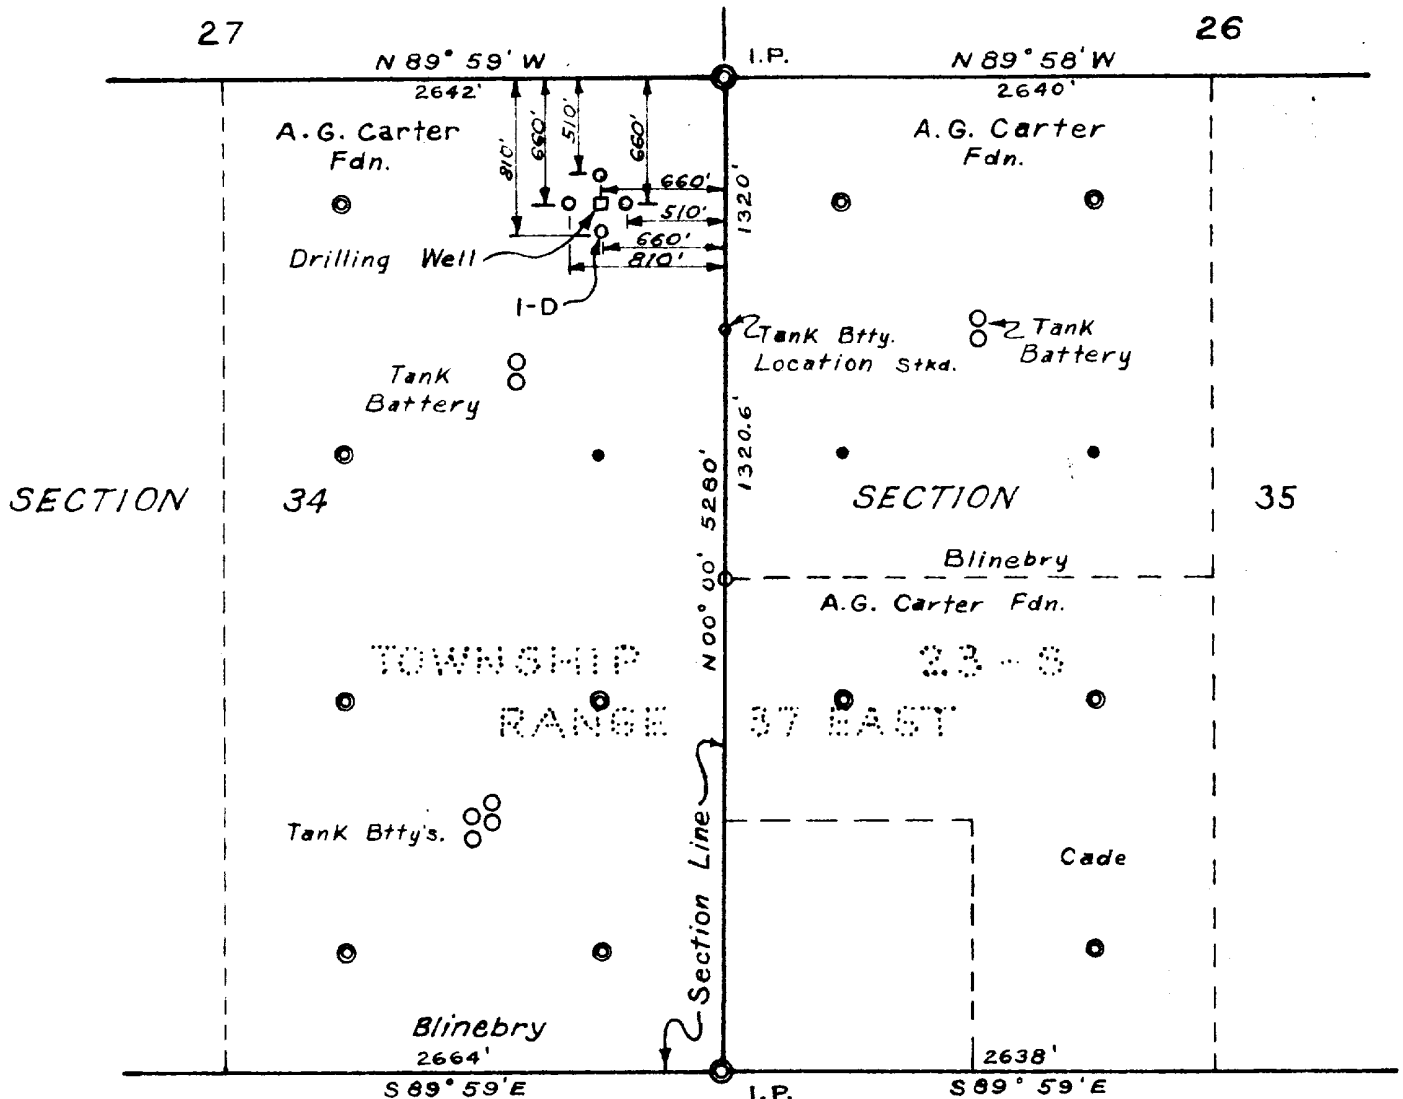 27
26
I.P.
N 89° 59' W
N 89° 58' W
2642'
2640'
A.G. Carter
Fdn.
A.G. Carter
Fdn.
810'
660'
510'
660'
660'
510'
660'
810'
1320'
Drilling Well
1-D
Tank Btty.
Location Stkd.
Tank
Battery
Tank
Battery
1320.6'
SECTION 34
SECTION 35
N 00° 00' 5280'
Blinebry
A.G. Carter Fdn.
TOWNSHIP 23-S
RANGE 37 EAST
Tank Btty's.
Section Line
Cade
Blinebry
2664'
2638'
S 89° 59' E
S 89° 59' E
I.P.